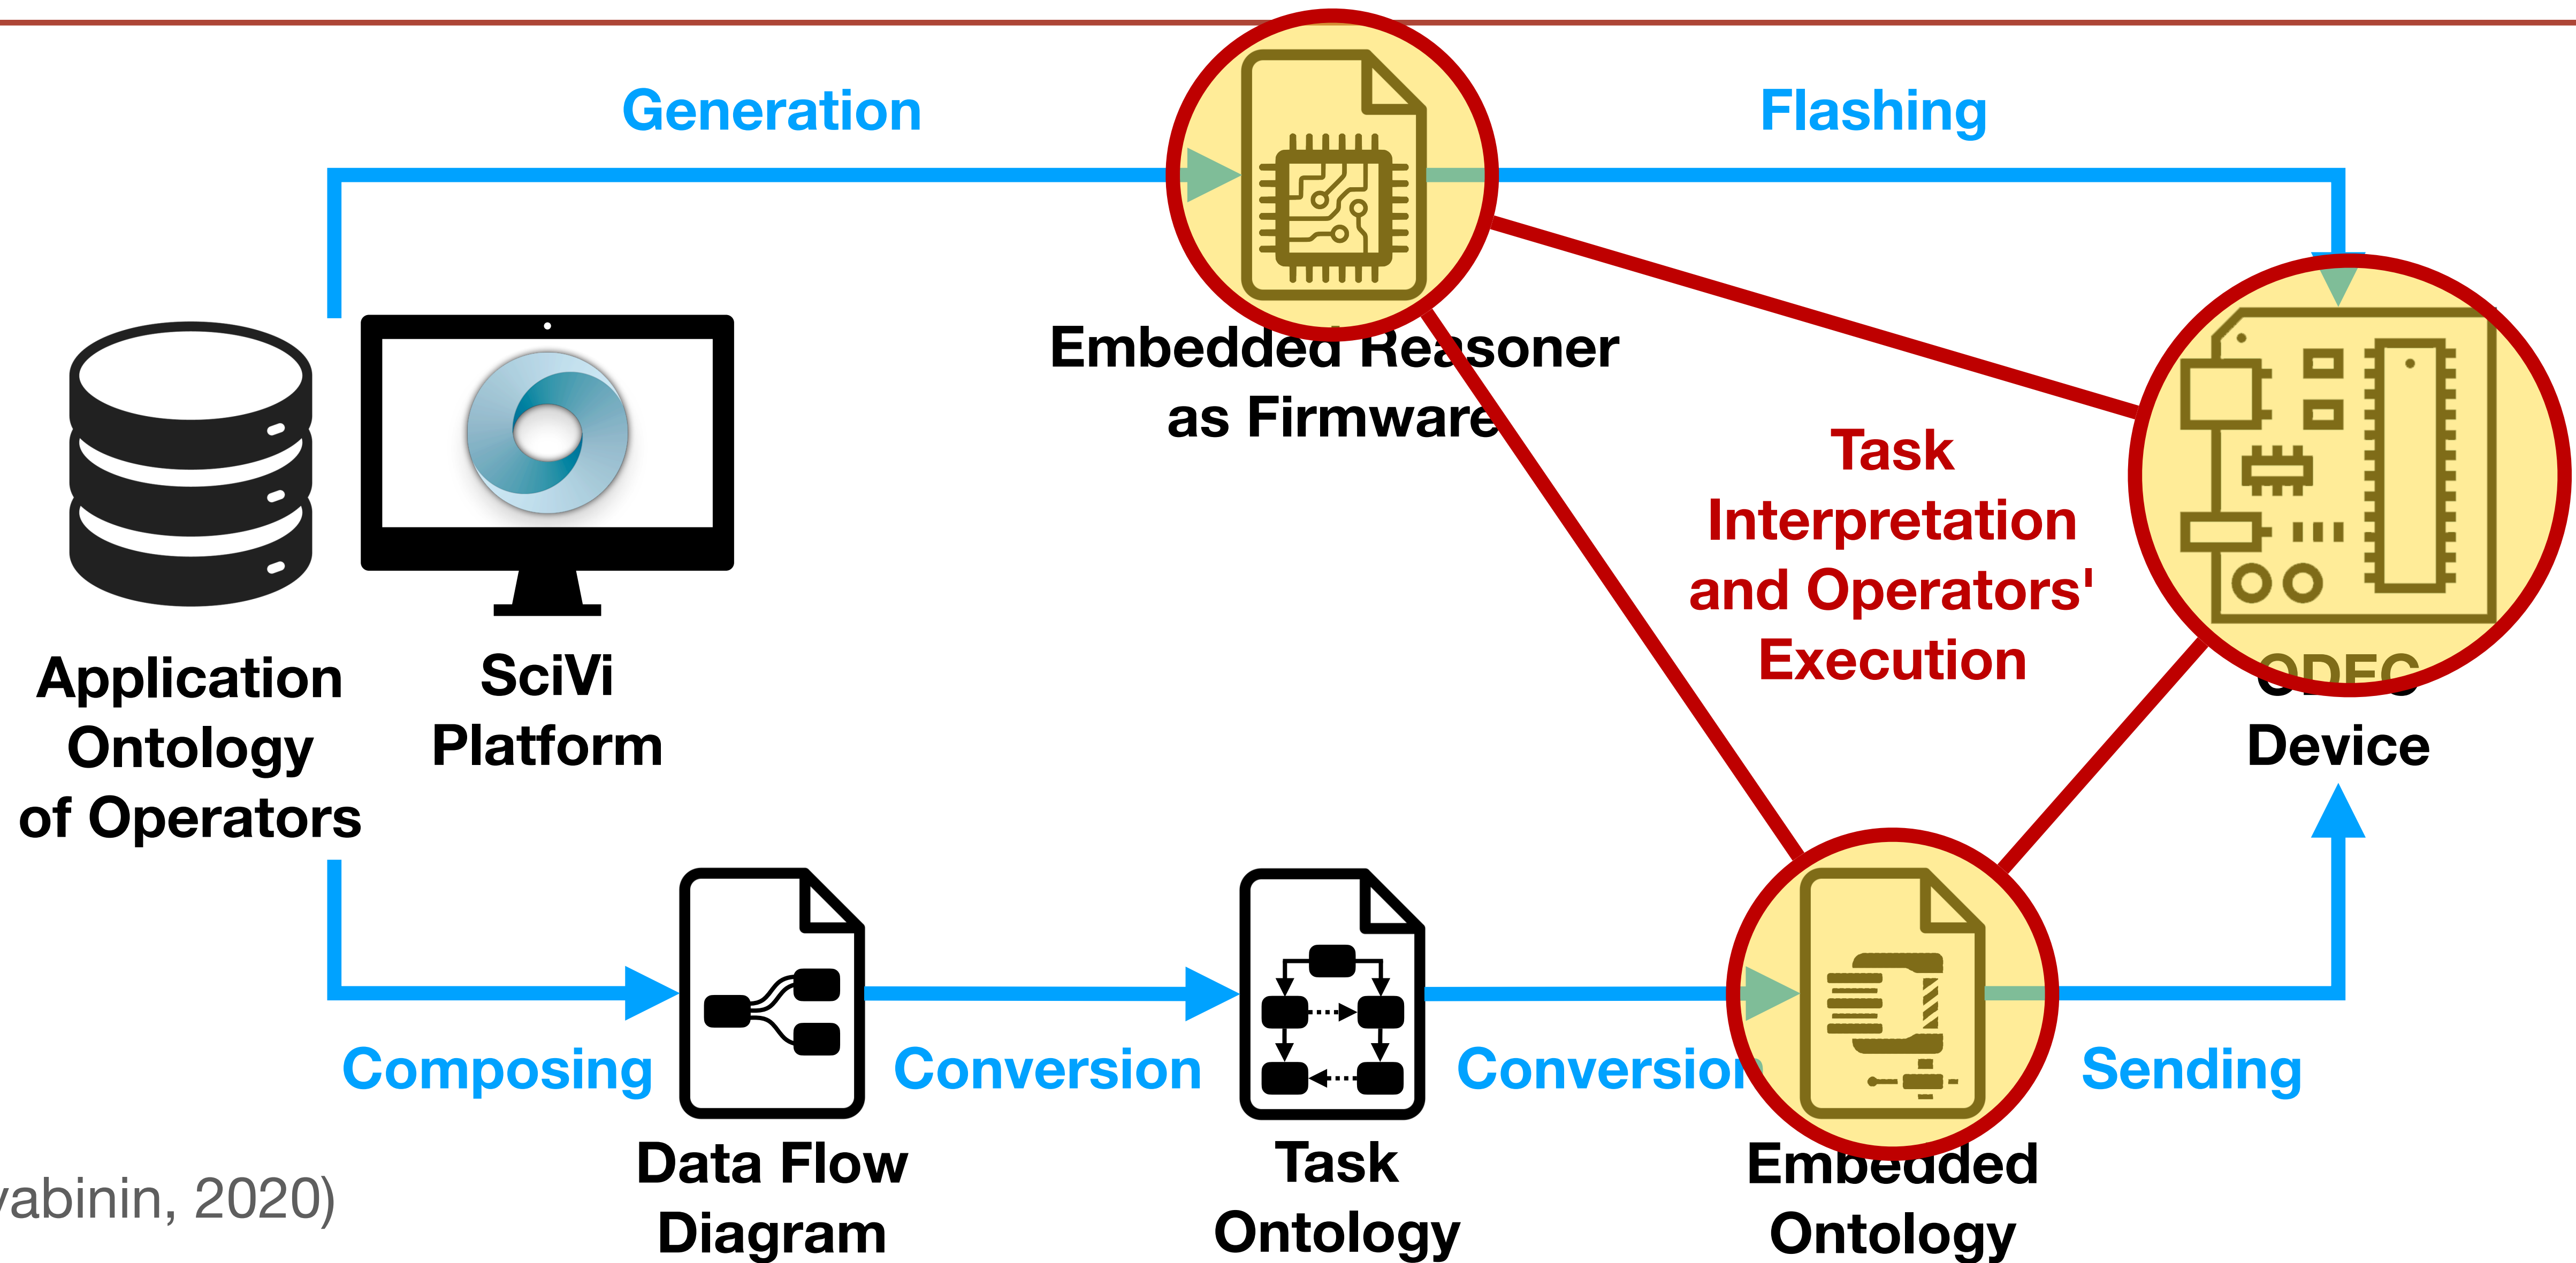 Generation
Flashing
Embedded Reasoner
as Firmware
Task
Interpretation
and Operators'
Execution
Application
Ontology
of Operators
SciVi
Platform
ODEC
Device
Composing
Conversion
Conversion
Sending
Data Flow
Diagram
Task
Ontology
Embedded
Ontology
2020)